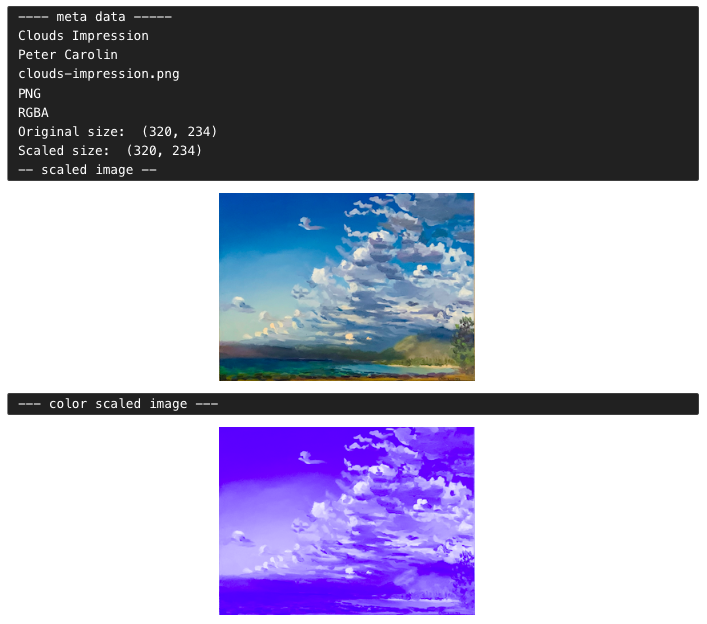 ---- meta data -----
Clouds Impression
Peter Carolin
clouds-impression.png
PNG
RGBA
Original size:  (320, 234)
Scaled size:  (320, 234)
-- scaled image --
--- color scaled image ---